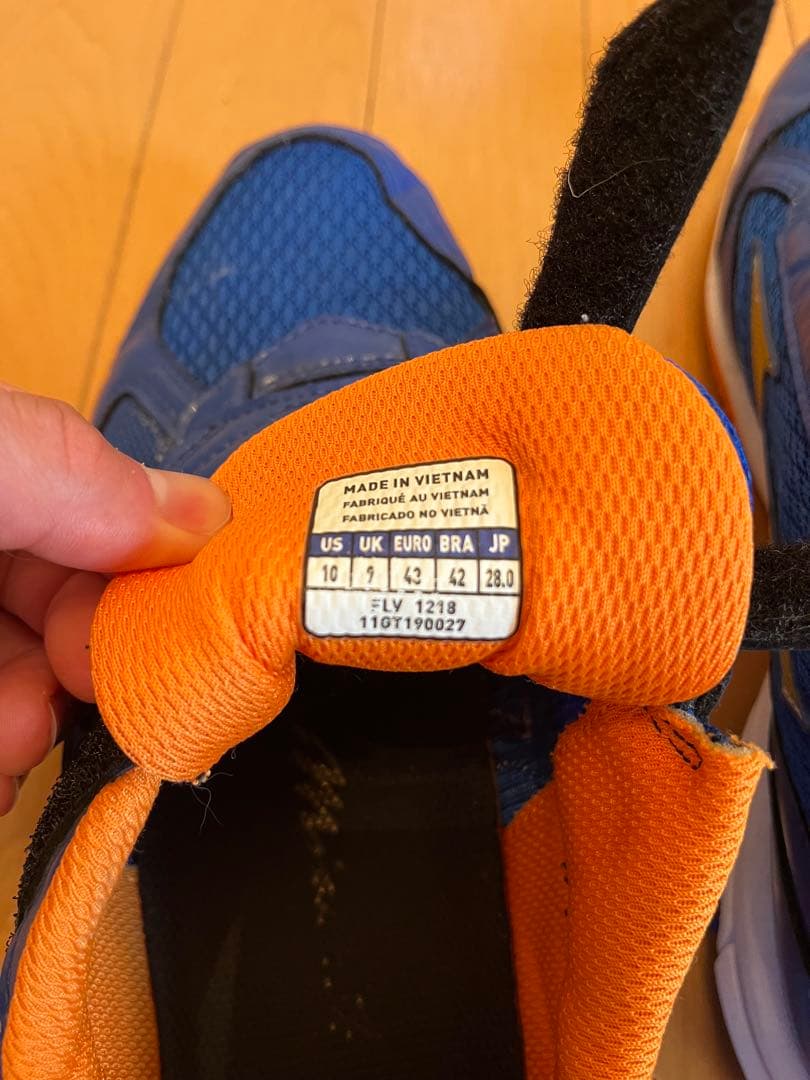 MADE IN VIETNAM
FABRIQUÉ AU VIETNAM
FABRICADO NO VIETNÃ
US UK EURO BRA JP
10 9 43 42 28.0
FLV 1218
11GT190027